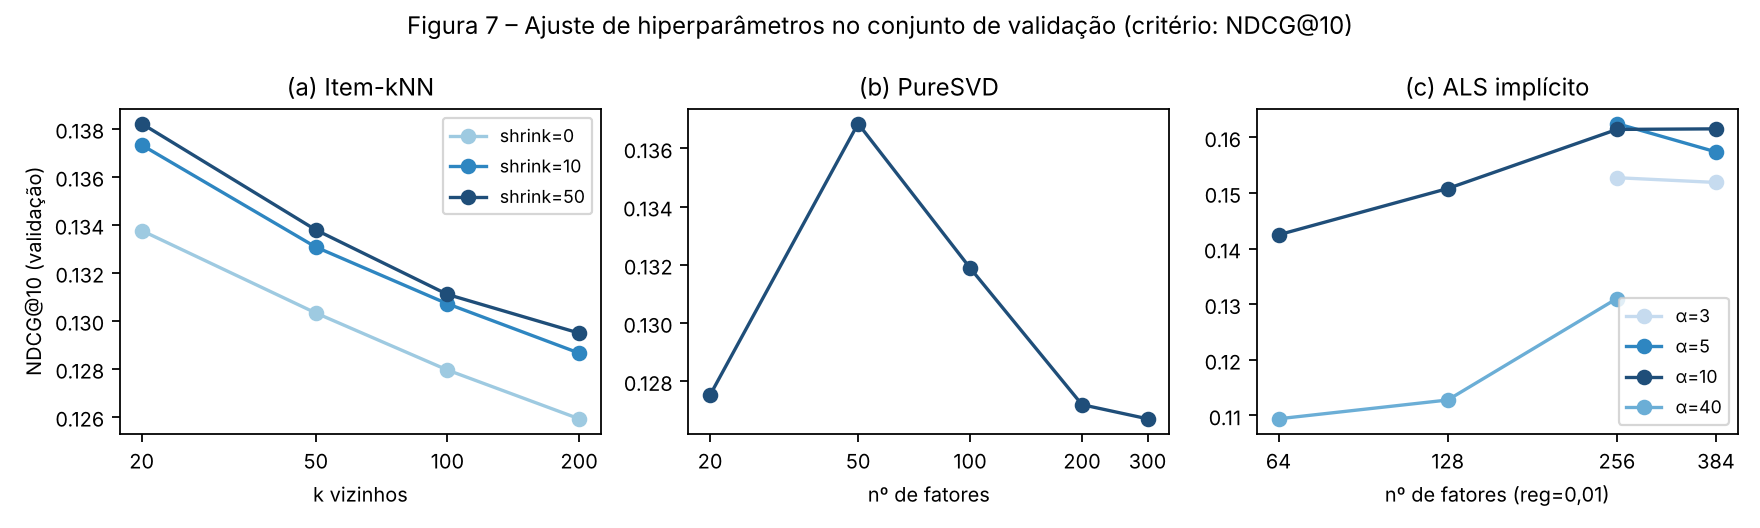 Figura 7 – Ajuste de hiperparâmetros no conjunto de validação (critério: NDCG@10)
(a) Item-kNN
NDCG@10 (validação)
0.138
0.136
0.134
0.132
0.130
0.128
0.126
shrink=0
shrink=10
shrink=50
20
50
100
200
k vizinhos
(b) PureSVD
0.136
0.134
0.132
0.130
0.128
20
50
100
200
300
nº de fatores
(c) ALS implícito
0.16
0.15
0.14
0.13
0.12
0.11
α=3
α=5
α=10
α=40
64
128
256
384
nº de fatores (reg=0,01)